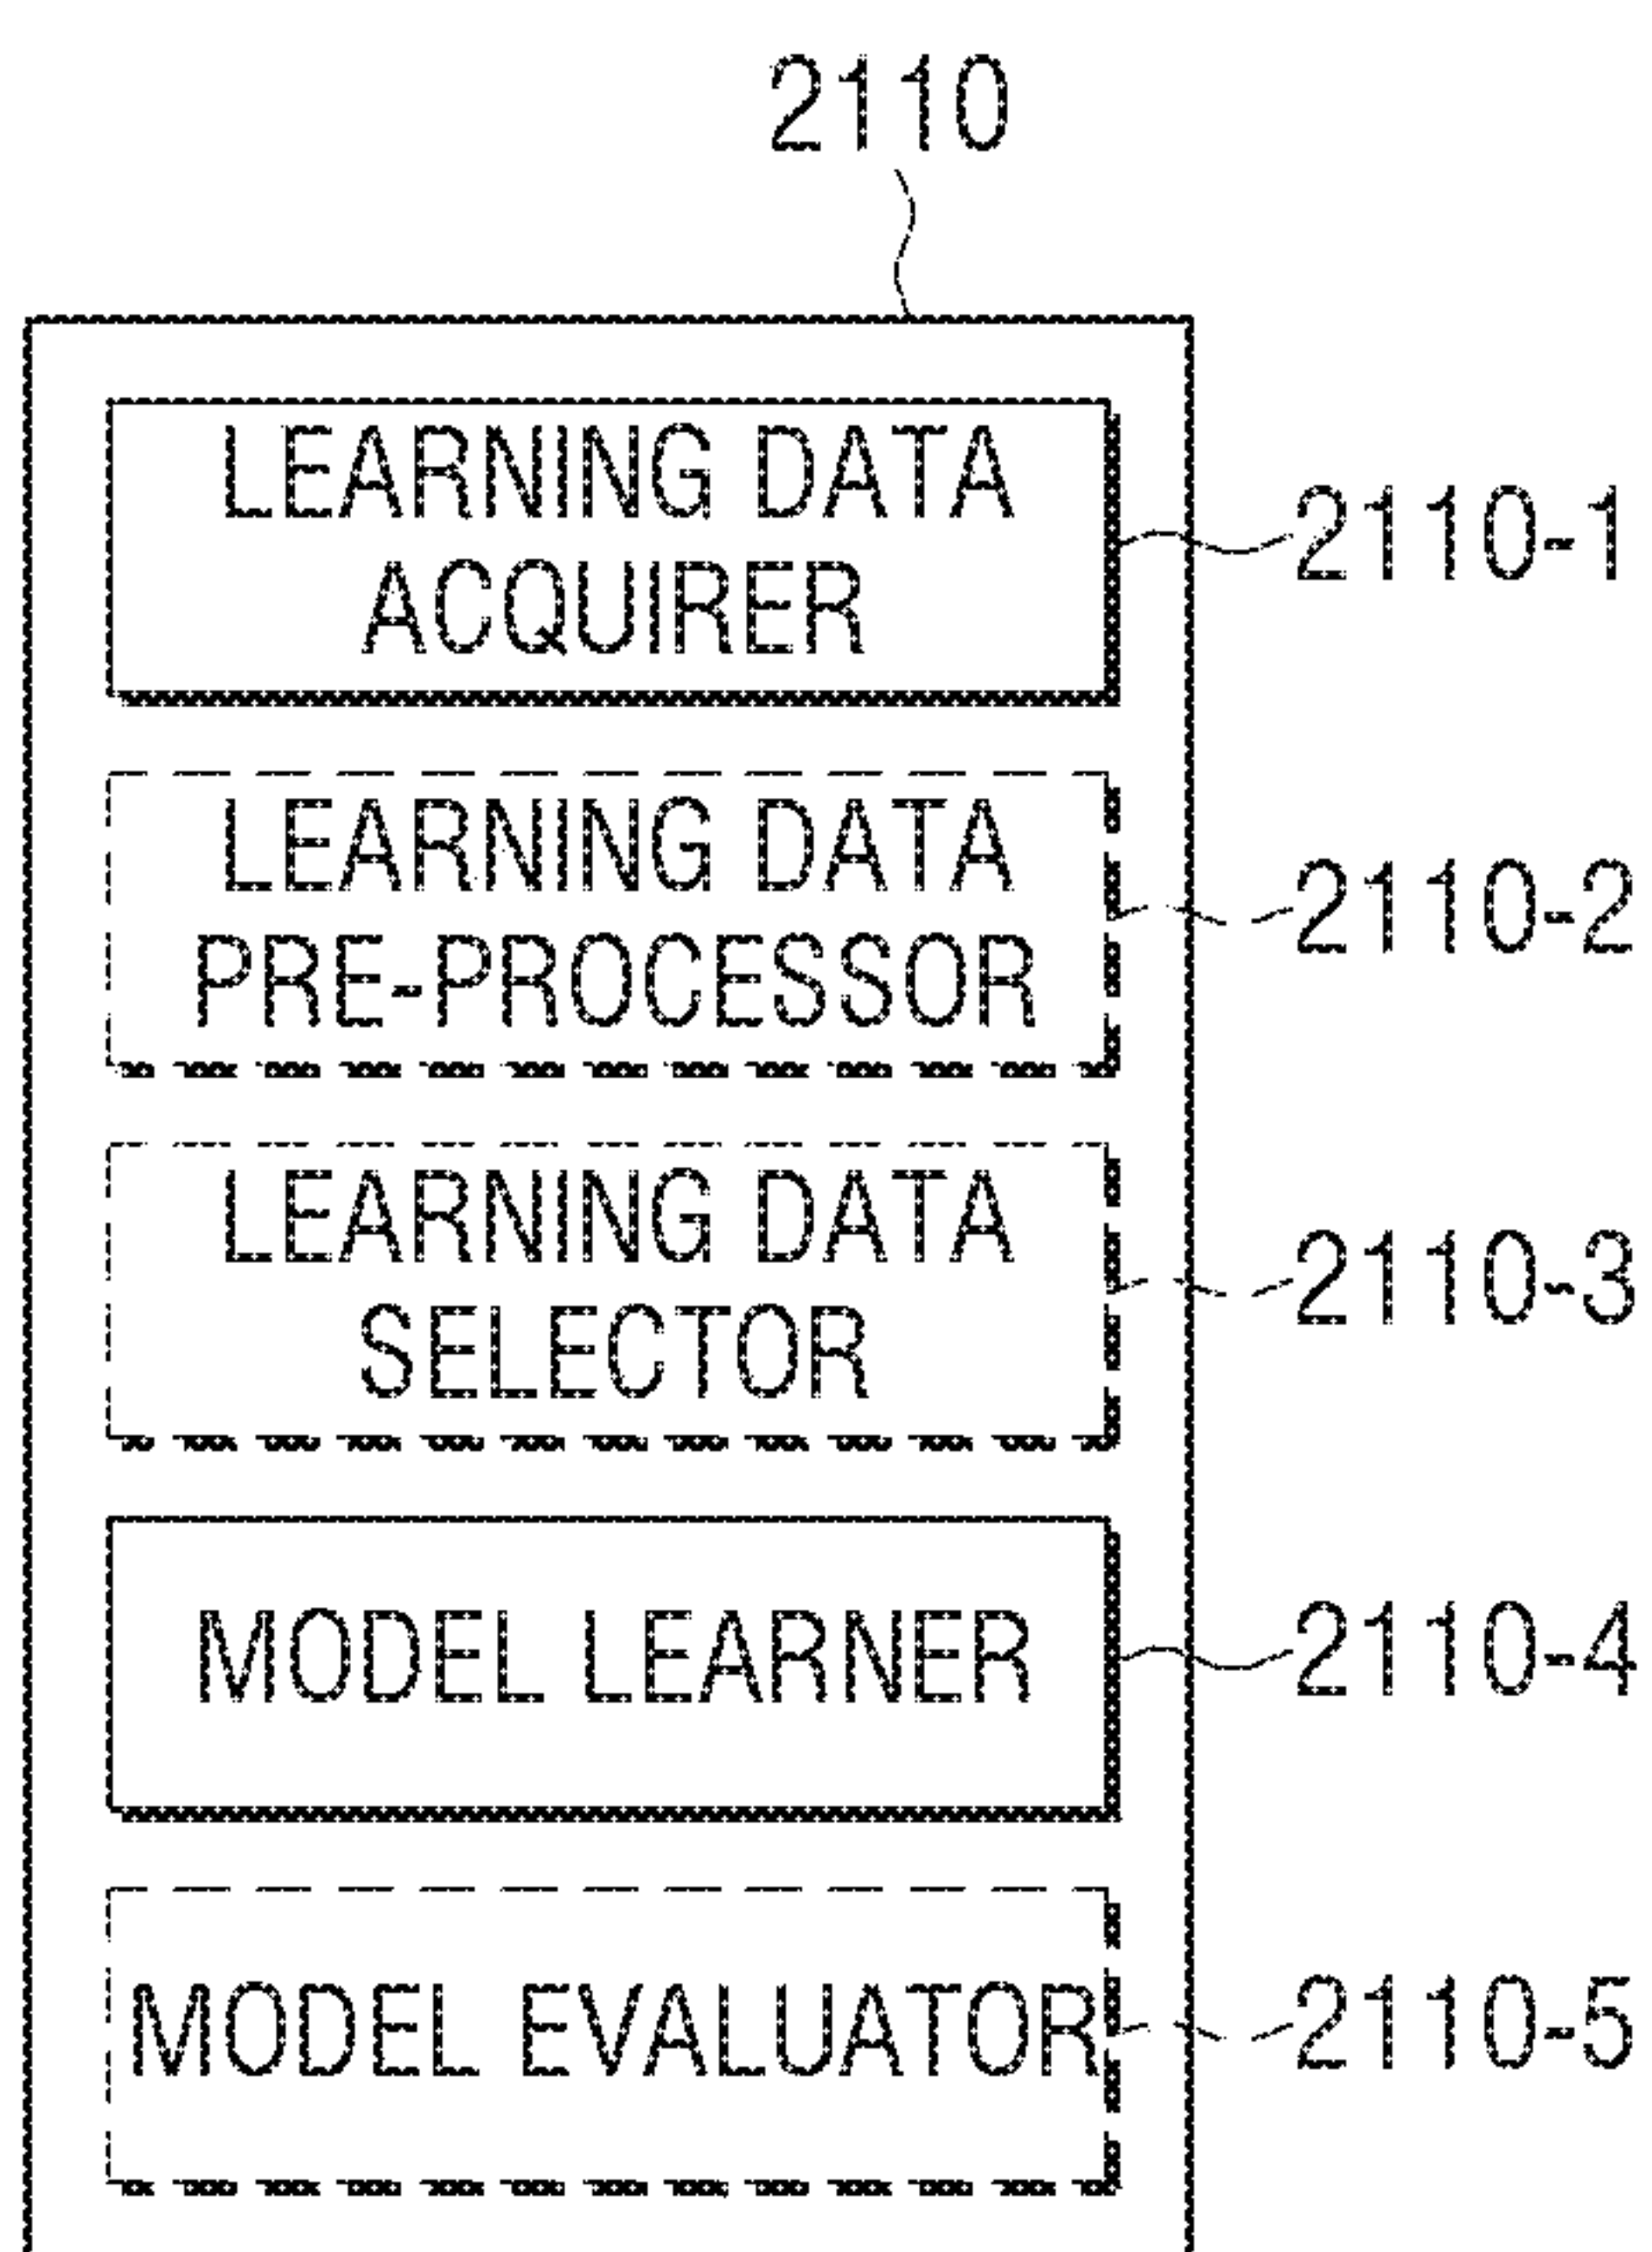 2110
LEARNING DATA
ACQUIRER
2110-1
LEARNING DATA
PRE-PROCESSOR
2110-2
LEARNING DATA
SELECTOR
2110-3
MODEL LEARNER
2110-4
MODEL EVALUATOR
2110-5